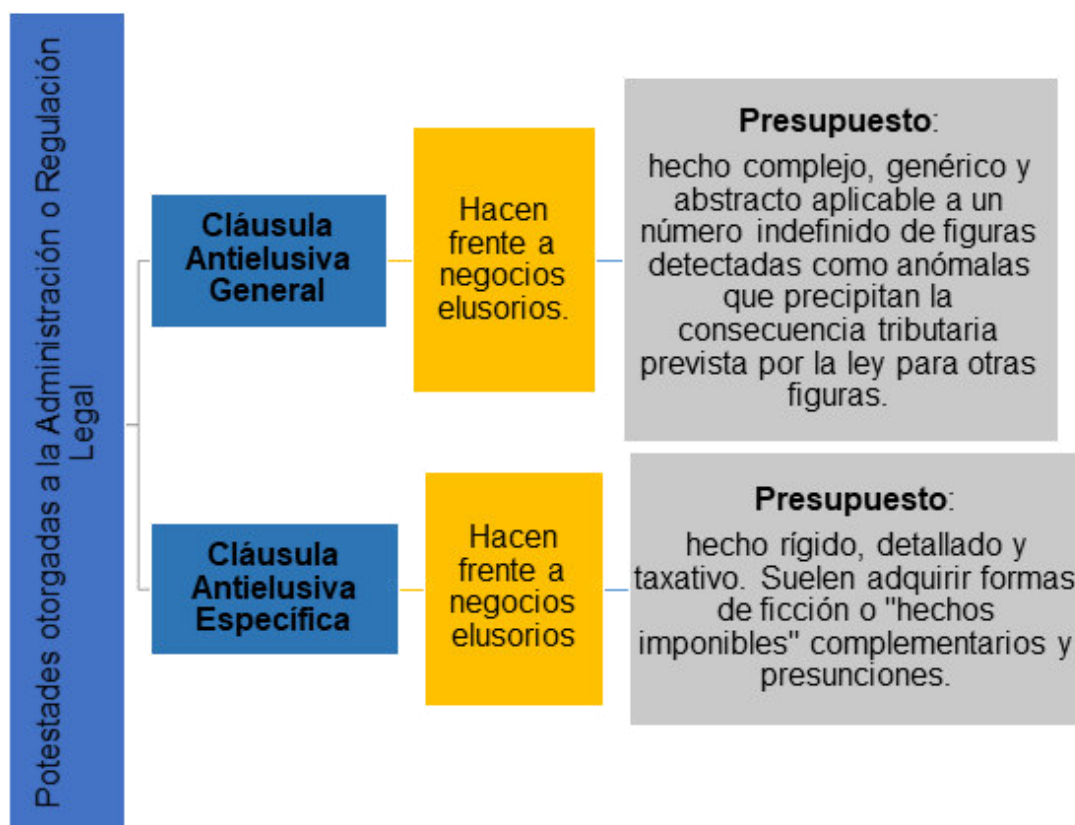 Potestades otorgadas a la Administración o Regulación
Legal
Cláusula
Antielusiva
General
Hacen
frente a
negocios
elusorios.
Presupuesto:
hecho complejo, genérico y
abstracto aplicable a un
número indefinido de figuras
detectadas como anómalas
que precipitan la
consecuencia tributaria
prevista por la ley para otras
figuras.
Cláusula
Antielusiva
Específica
Hacen
frente a
negocios
elusorios
Presupuesto:
hecho rígido, detallado y
taxativo. Suelen adquirir formas
de ficción o "hechos
imponibles" complementarios y
presunciones.